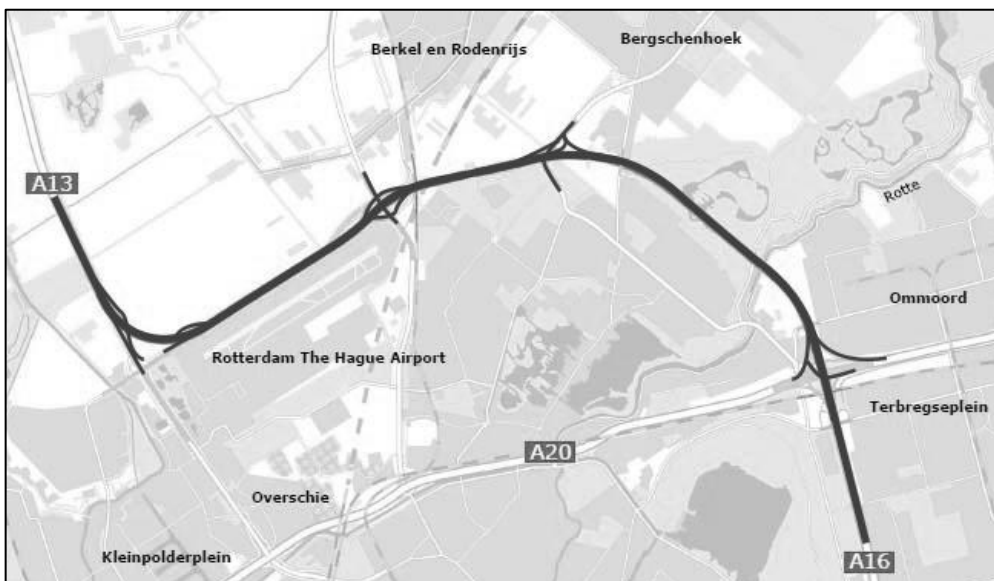 Bergschenhoek
Berkel en Rodenrijs
A13
Rotte
Ommoord
Rotterdam The Hague Airport
Terbregseplein
A20
Overschie
Kleinpolderplein
A16